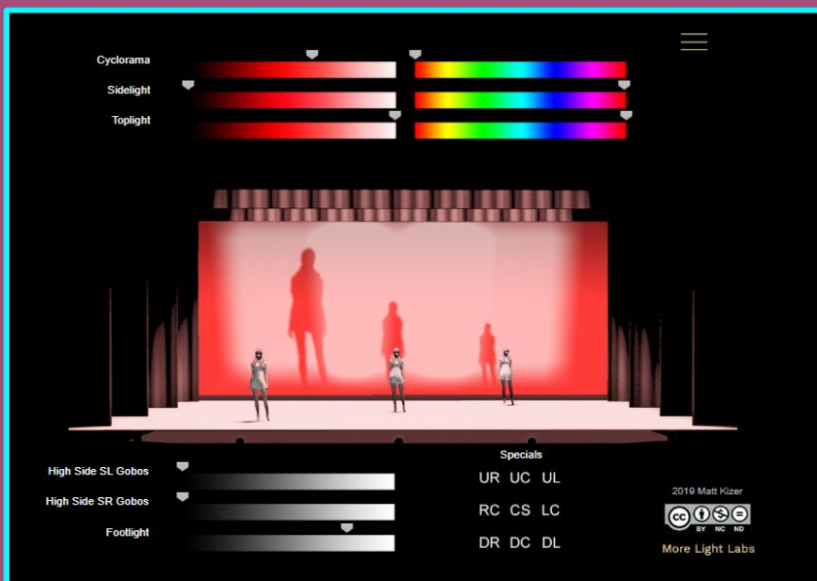 Cyclorama
Sidelight
Toplight
High Side SL Gobos
High Side SR Gobos
Footlight
Specials
UR UC UL
RC CS LC
DR DC DL
2019 Matt Kizer
cc
BY NC ND
More Light Labs